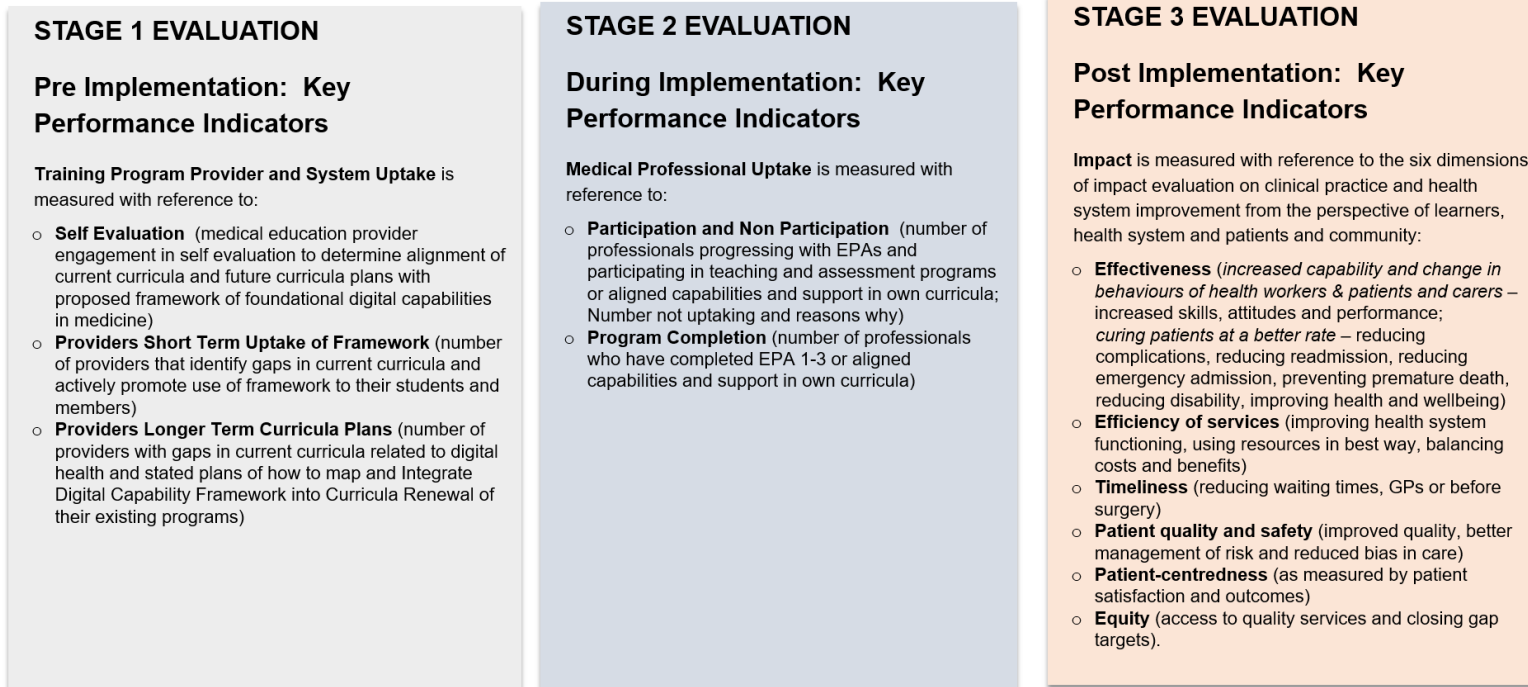 STAGE 1 EVALUATION
Pre Implementation:  Key
Performance Indicators
Training Program Provider and System Uptake is
measured with reference to:
o Self Evaluation  (medical education provider
engagement in self evaluation to determine alignment of
current curricula and future curricula plans with
proposed framework of foundational digital capabilities
in medicine)
o Providers Short Term Uptake of Framework (number
of providers that identify gaps in current curricula and
actively promote use of framework to their students and
members)
o Providers Longer Term Curricula Plans (number of
providers with gaps in current curricula related to digital
health and stated plans of how to map and Integrate
Digital Capability Framework into Curricula Renewal of
their existing programs)
STAGE 2 EVALUATION
During Implementation:  Key
Performance Indicators
Medical Professional Uptake is measured with
reference to:
o Participation and Non Participation  (number of
professionals progressing with EPAs and
participating in teaching and assessment programs
or aligned capabilities and support in own curricula;
Number not uptaking and reasons why)
o Program Completion (number of professionals
who have completed EPA 1-3 or aligned
capabilities and support in own curricula)
STAGE 3 EVALUATION
Post Implementation:  Key
Performance Indicators
Impact is measured with reference to the six dimensions
of impact evaluation on clinical practice and health
system improvement from the perspective of learners,
health system and patients and community:
o Effectiveness (increased capability and change in
behaviours of health workers & patients and carers –
increased skills, attitudes and performance;
curing patients at a better rate – reducing
complications, reducing readmission, reducing
emergency admission, preventing premature death,
reducing disability, improving health and wellbeing)
o Efficiency of services (improving health system
functioning, using resources in best way, balancing
costs and benefits)
o Timeliness (reducing waiting times, GPs or before
surgery)
o Patient quality and safety (improved quality, better
management of risk and reduced bias in care)
o Patient-centredness (as measured by patient
satisfaction and outcomes)
o Equity (access to quality services and closing gap
targets).